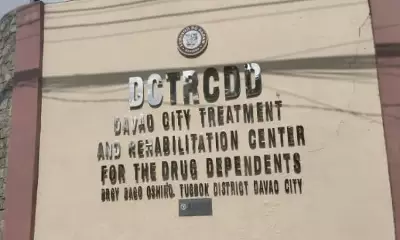 DCTRCDD
DAVAO CITY TREATMENT
AND REHABILITATION CENTER
FOR THE DRUG DEPENDENTS
BRGY BAGO OSHIRO, TUGBOK DISTRICT DAVAO CITY